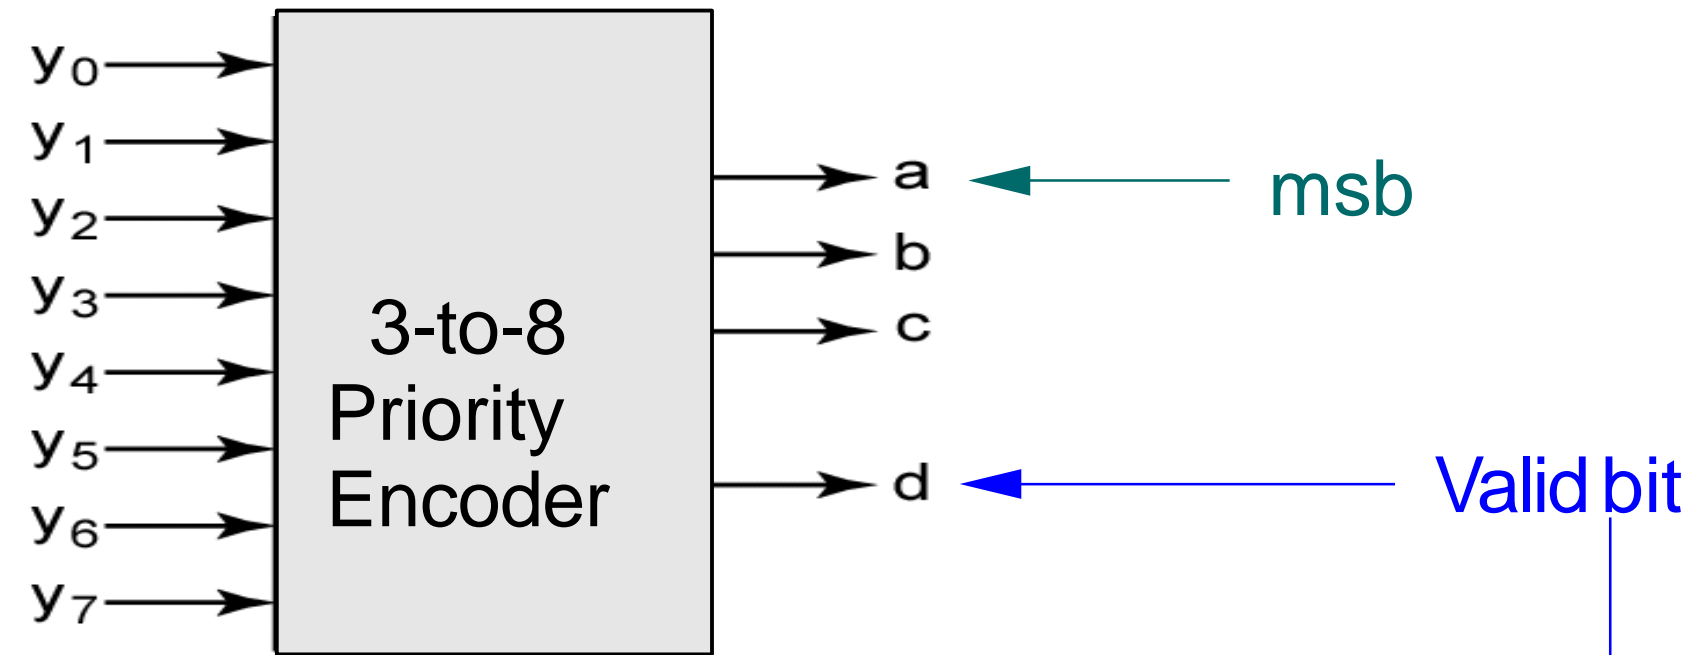 y0
y1
y2
y3
y4
y5
y6
y7
3-to-8
Priority
Encoder
a
msb
b
c
d
Valid bit